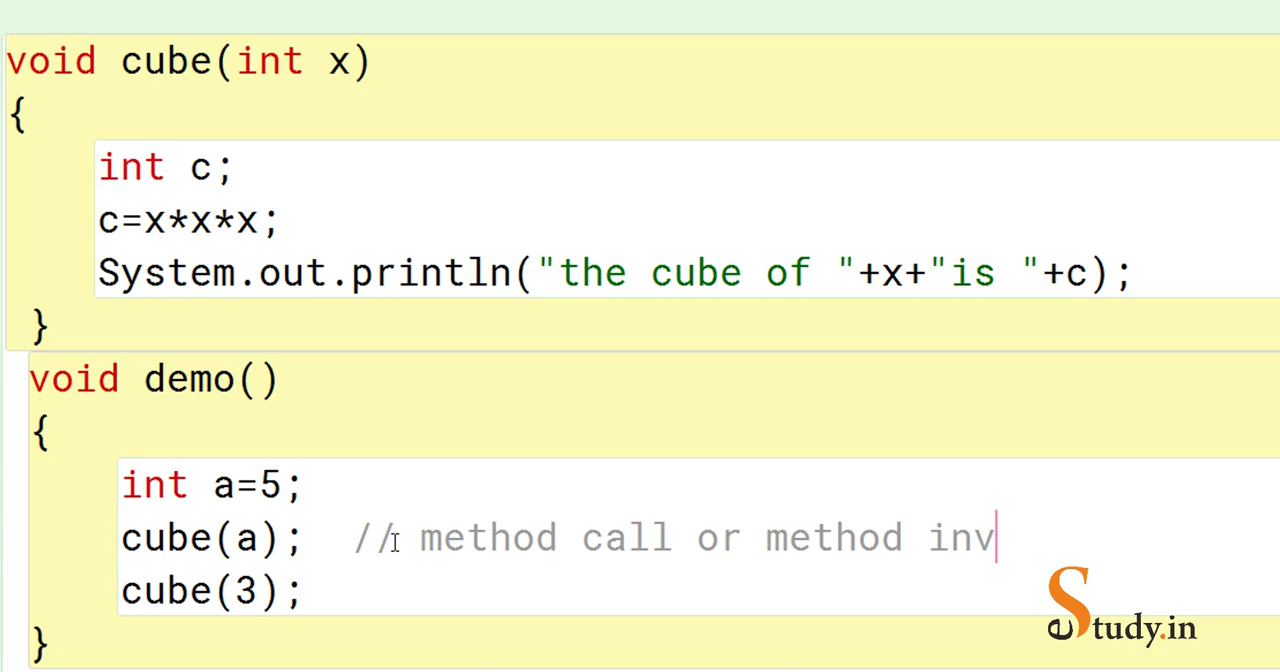 void cube(int x)
{
int c;
c=x*x*x;
System.out.println("the cube of "+x+"is "+c);
}
void demo()
{
int a=5;
cube(a);  // method call or method inv
cube(3);
}
eStudy.in